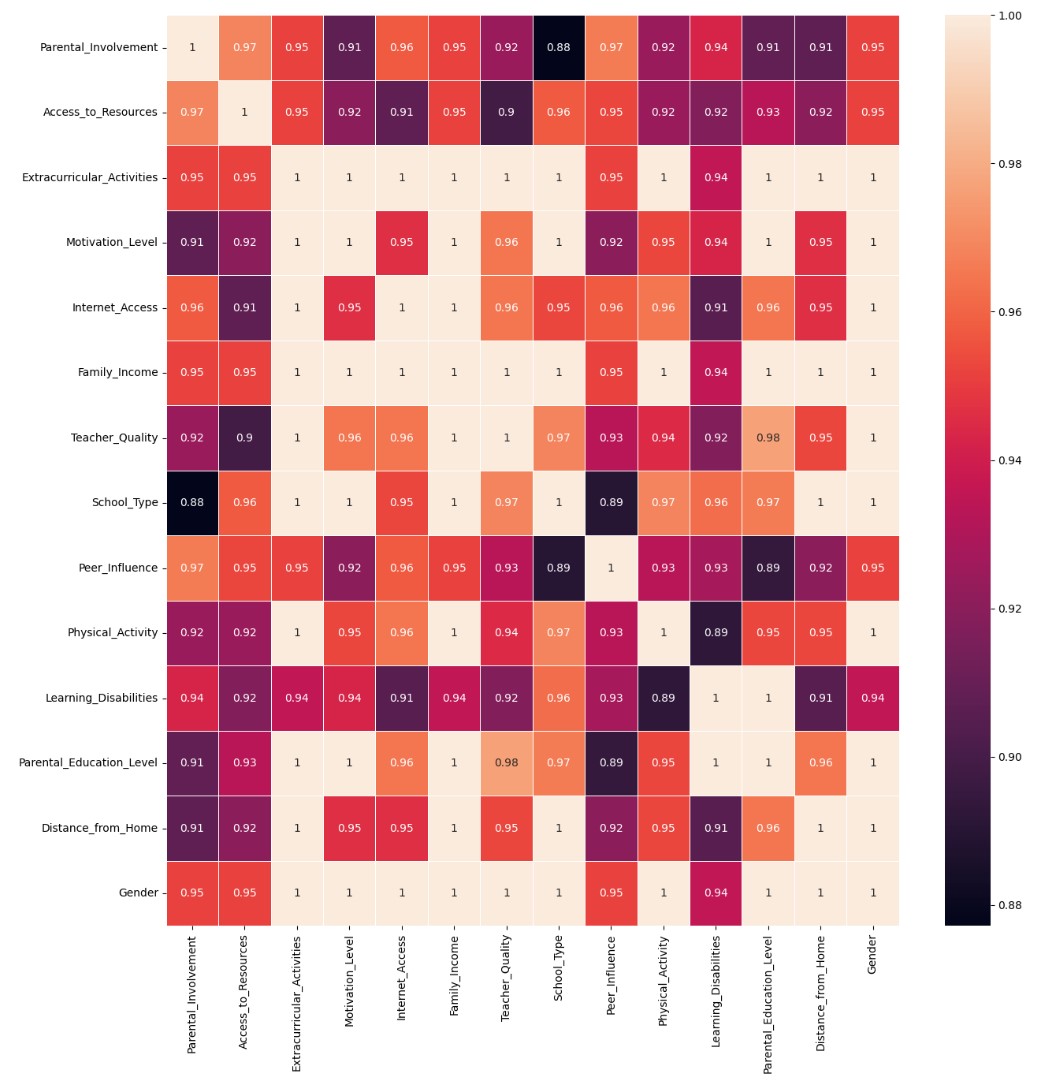 Parental_Involvement 1 0.97 0.95 0.91 0.96 0.95 0.92 0.88 0.97 0.92 0.94 0.91 0.91 0.95
Access_to_Resources 0.97 1 0.95 0.92 0.91 0.95 0.9 0.96 0.95 0.92 0.92 0.93 0.92 0.95
Extracurricular_Activities 0.95 0.95 1 1 1 1 1 1 0.95 1 0.94 1 1 1
Motivation_Level 0.91 0.92 1 1 0.95 1 0.96 1 0.92 0.95 0.94 1 0.95 1
Internet_Access 0.96 0.91 1 0.95 1 1 0.96 0.95 0.96 0.96 0.91 0.96 0.95 1
Family_Income 0.95 0.95 1 1 1 1 1 1 0.95 1 0.94 1 1 1
Teacher_Quality 0.92 0.9 1 0.96 0.96 1 1 0.97 0.93 0.94 0.92 0.98 0.95 1
School_Type 0.88 0.96 1 1 0.95 1 0.97 1 0.89 0.97 0.96 0.97 1 1
Peer_Influence 0.97 0.95 0.95 0.92 0.96 0.95 0.93 0.89 1 0.93 0.93 0.89 0.92 0.95
Physical_Activity 0.92 0.92 1 0.95 0.96 1 0.94 0.97 0.93 1 0.89 0.95 0.95 1
Learning_Disabilities 0.94 0.92 0.94 0.94 0.91 0.94 0.92 0.96 0.93 0.89 1 1 0.91 0.94
Parental_Education_Level 0.91 0.93 1 1 0.96 1 0.98 0.97 0.89 0.95 1 1 0.96 1
Distance_from_Home 0.91 0.92 1 0.95 0.95 1 0.95 1 0.92 0.95 0.91 0.96 1 1
Gender 0.95 0.95 1 1 1 1 1 1 0.95 1 0.94 1 1 1
Parental_Involvement
Access_to_Resources
Extracurricular_Activities
Motivation_Level
Internet_Access
Family_Income
Teacher_Quality
School_Type
Peer_Influence
Physical_Activity
Learning_Disabilities
Parental_Education_Level
Distance_from_Home
Gender
1.00
0.98
0.96
0.94
0.92
0.90
0.88